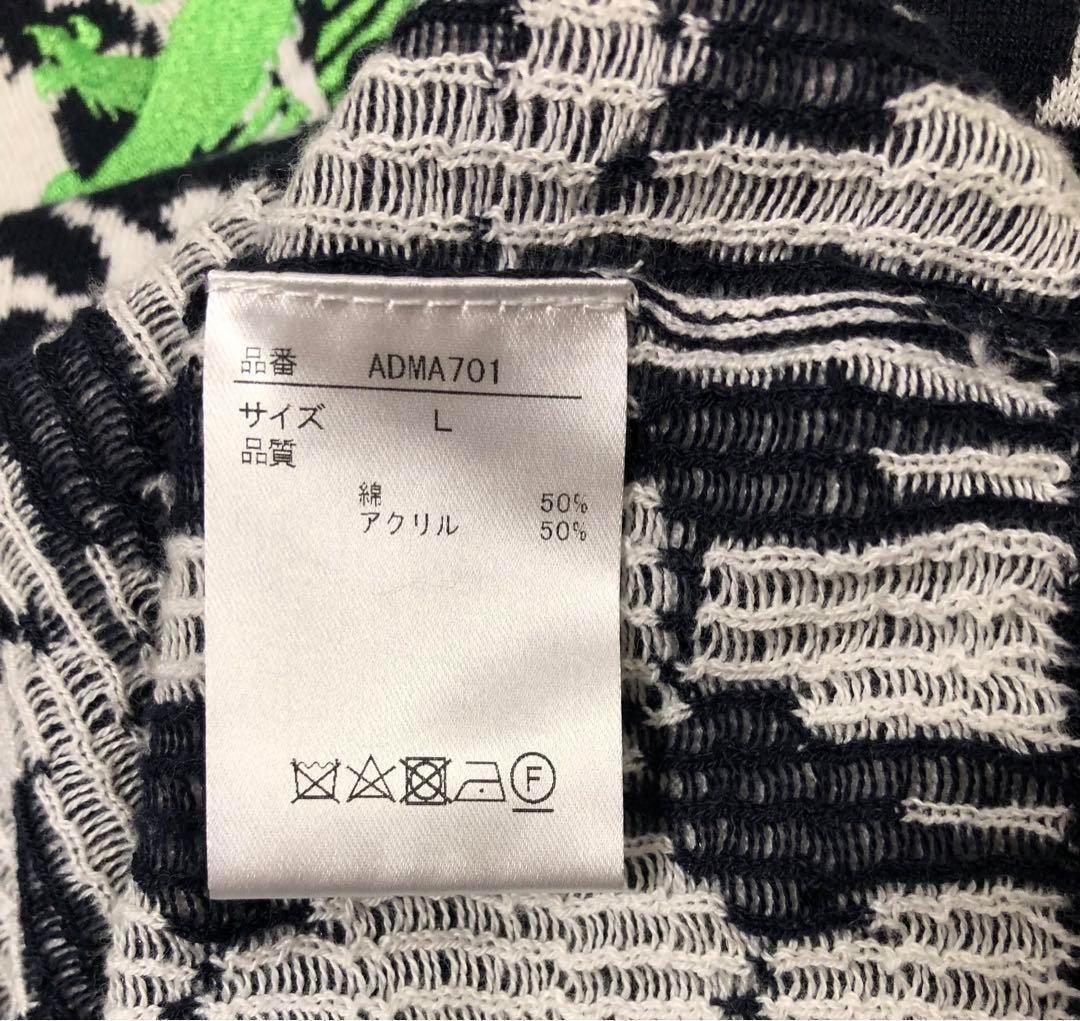 品番 ADMA701
サイズ L
品質
綿 50%
アクリル 50%
F